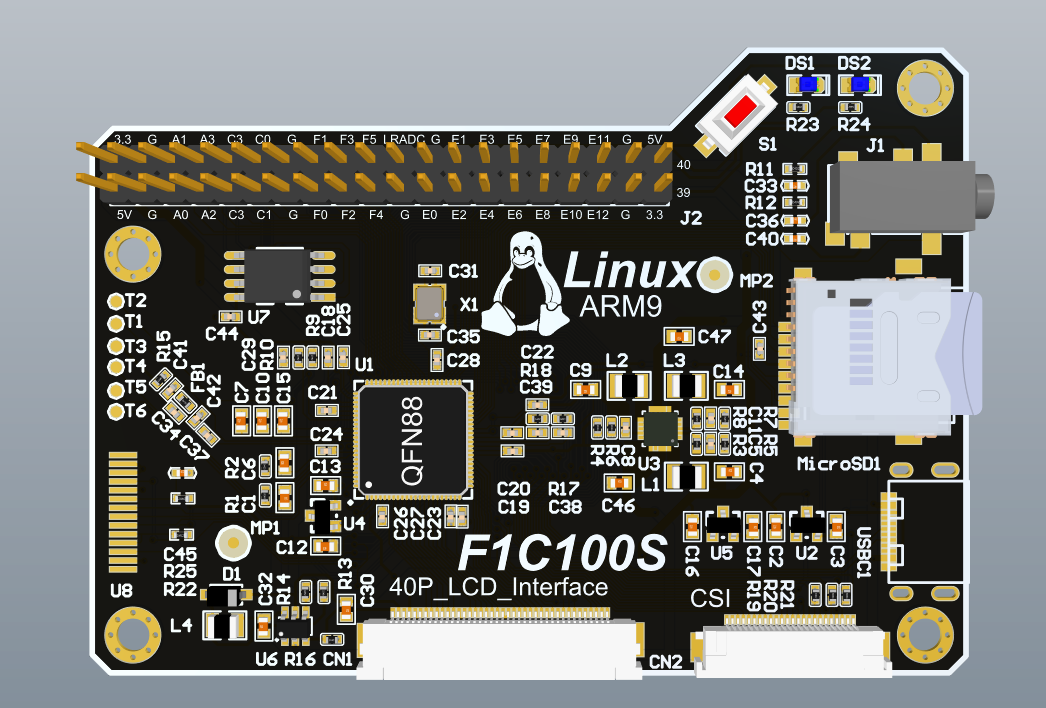 DS1 DS2
R23 R24
S1 J1
3.3 G A1 A3 C3 C0 G F1 F3 F5 LRADC G E1 E3 E5 E7 E9 E11 G 5V
40
39
5V G A0 A2 C3 C1 G F0 F2 F4 G E0 E2 E4 E6 E8 E10 E12 G 3.3
J2
R11
C33
R12
C36
C40
Linux
ARM9
MP2
C31
X1
C35
C28
U7
C44
R9
C18
C25
T2
T1
T3
T4
T5
T6
R15
C41
FB1
C42
C34
C37
C29
R10
C7
C10
C15
U1
C21
C24
C13
QFN88
C22
R18
C39
C9
L2
L3
C14
C47
C43
R8
R3
C11
C5
R7
R5
R4
R6
C8
U3
L1
C4
C46
MicroSD1
R2
C6
R1
C1
U4
C12
C26
C27
C23
C20 R17
C19 C38
MP1
C45
R25
R22
D1
U8
L4
C32
R14
R13
C30
U6 R16 CN1
F1C100S
40P_LCD_Interface
CSI
C16
U5
C17
C2
U2
C3
USBC1
R19
R20
R21
CN2